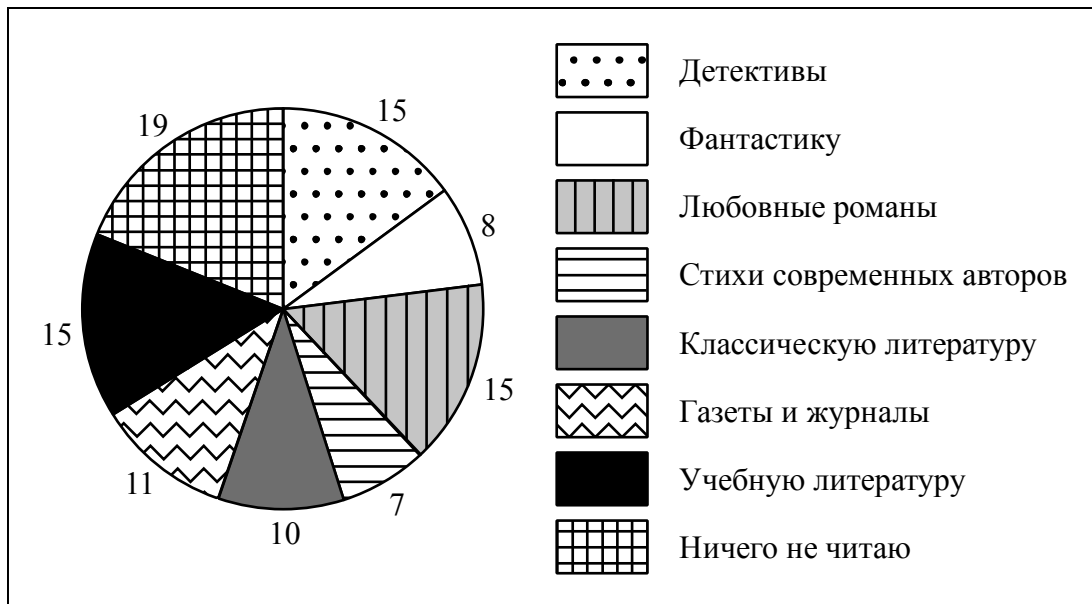 15
8
15
7
10
11
15
19
Детективы
Фантастику
Любовные романы
Стихи современных авторов
Классическую литературу
Газеты и журналы
Учебную литературу
Ничего не читаю